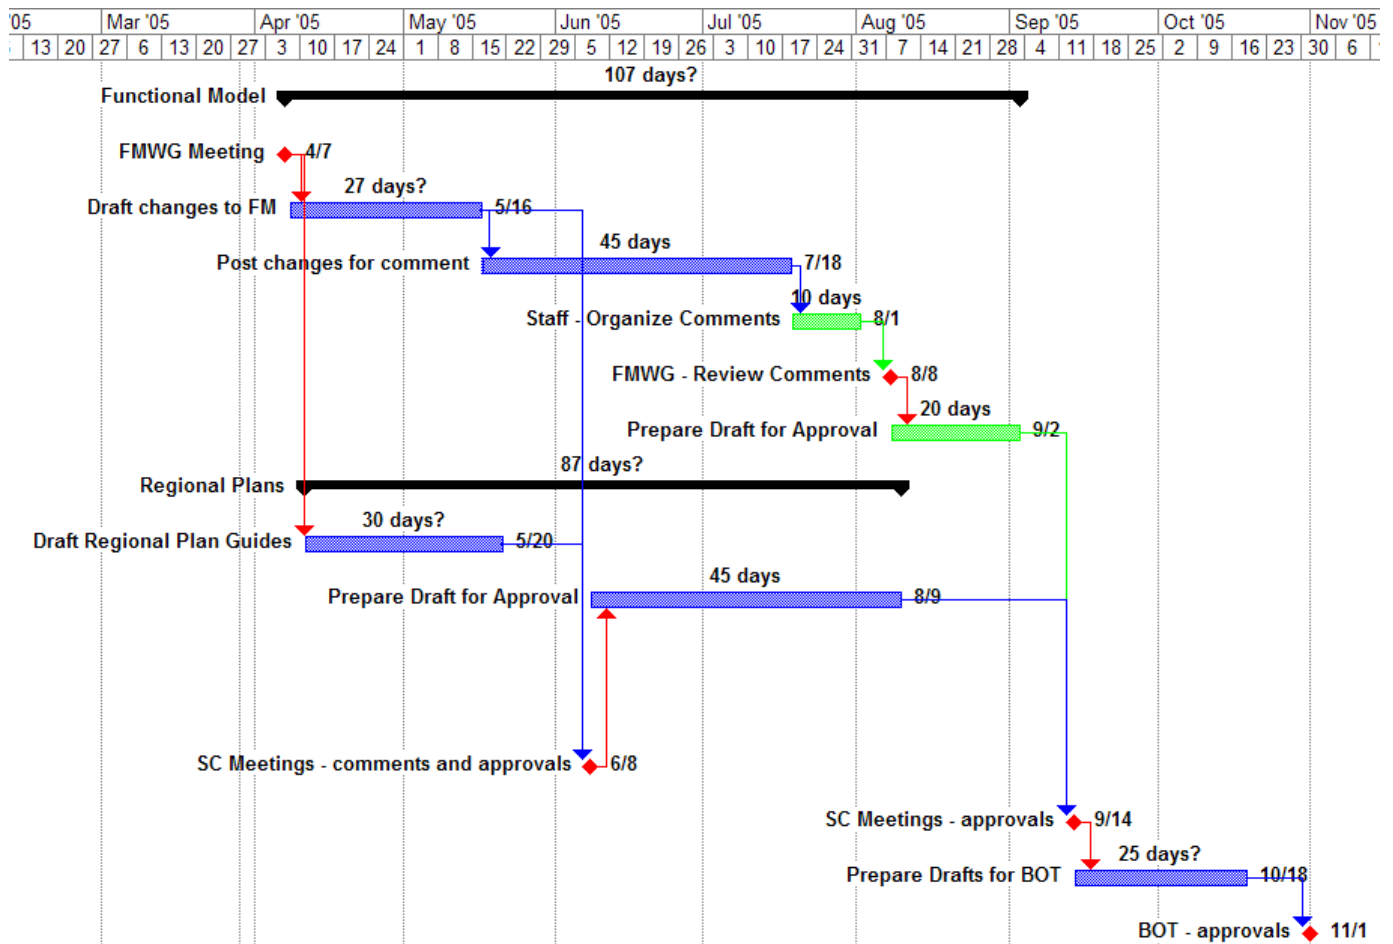 '05 Mar '05 Apr '05 May '05 Jun '05 Jul '05 Aug '05 Sep '05 Oct '05 Nov '05
13 20 27 6 13 20 27 3 10 17 24 1 8 15 22 29 5 12 19 26 3 10 17 24 31 7 14 21 28 4 11 18 25 2 9 16 23 30 6
107 days?
Functional Model
FMWG Meeting 4/7
27 days?
Draft changes to FM 5/16
45 days
Post changes for comment 7/18
10 days
Staff - Organize Comments 8/1
FMWG - Review Comments 8/8
20 days
Prepare Draft for Approval 9/2
87 days?
Regional Plans
30 days?
Draft Regional Plan Guides 5/20
45 days
Prepare Draft for Approval 8/9
SC Meetings - comments and approvals 6/8
SC Meetings - approvals 9/14
25 days?
Prepare Drafts for BOT 10/18
BOT - approvals 11/1